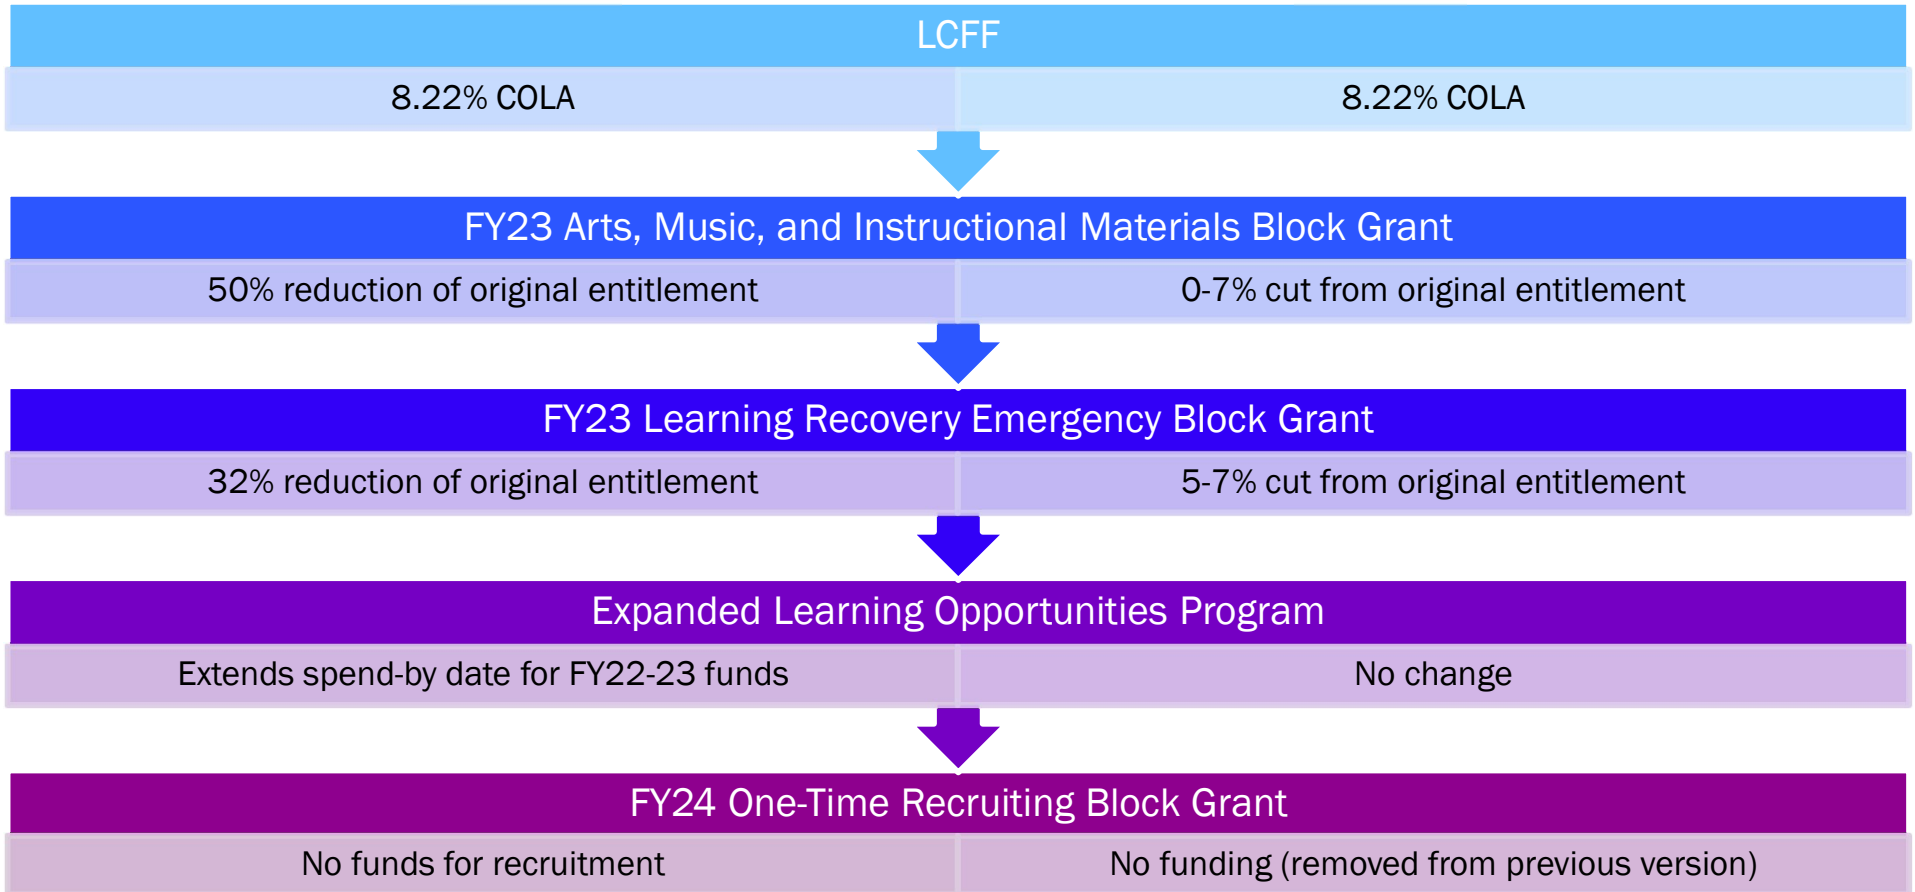 LCFF
8.22% COLA
8.22% COLA
FY23 Arts, Music, and Instructional Materials Block Grant
50% reduction of original entitlement
0-7% cut from original entitlement
FY23 Learning Recovery Emergency Block Grant
32% reduction of original entitlement
5-7% cut from original entitlement
Expanded Learning Opportunities Program
Extends spend-by date for FY22-23 funds
No change
FY24 One-Time Recruiting Block Grant
No funds for recruitment
No funding (removed from previous version)